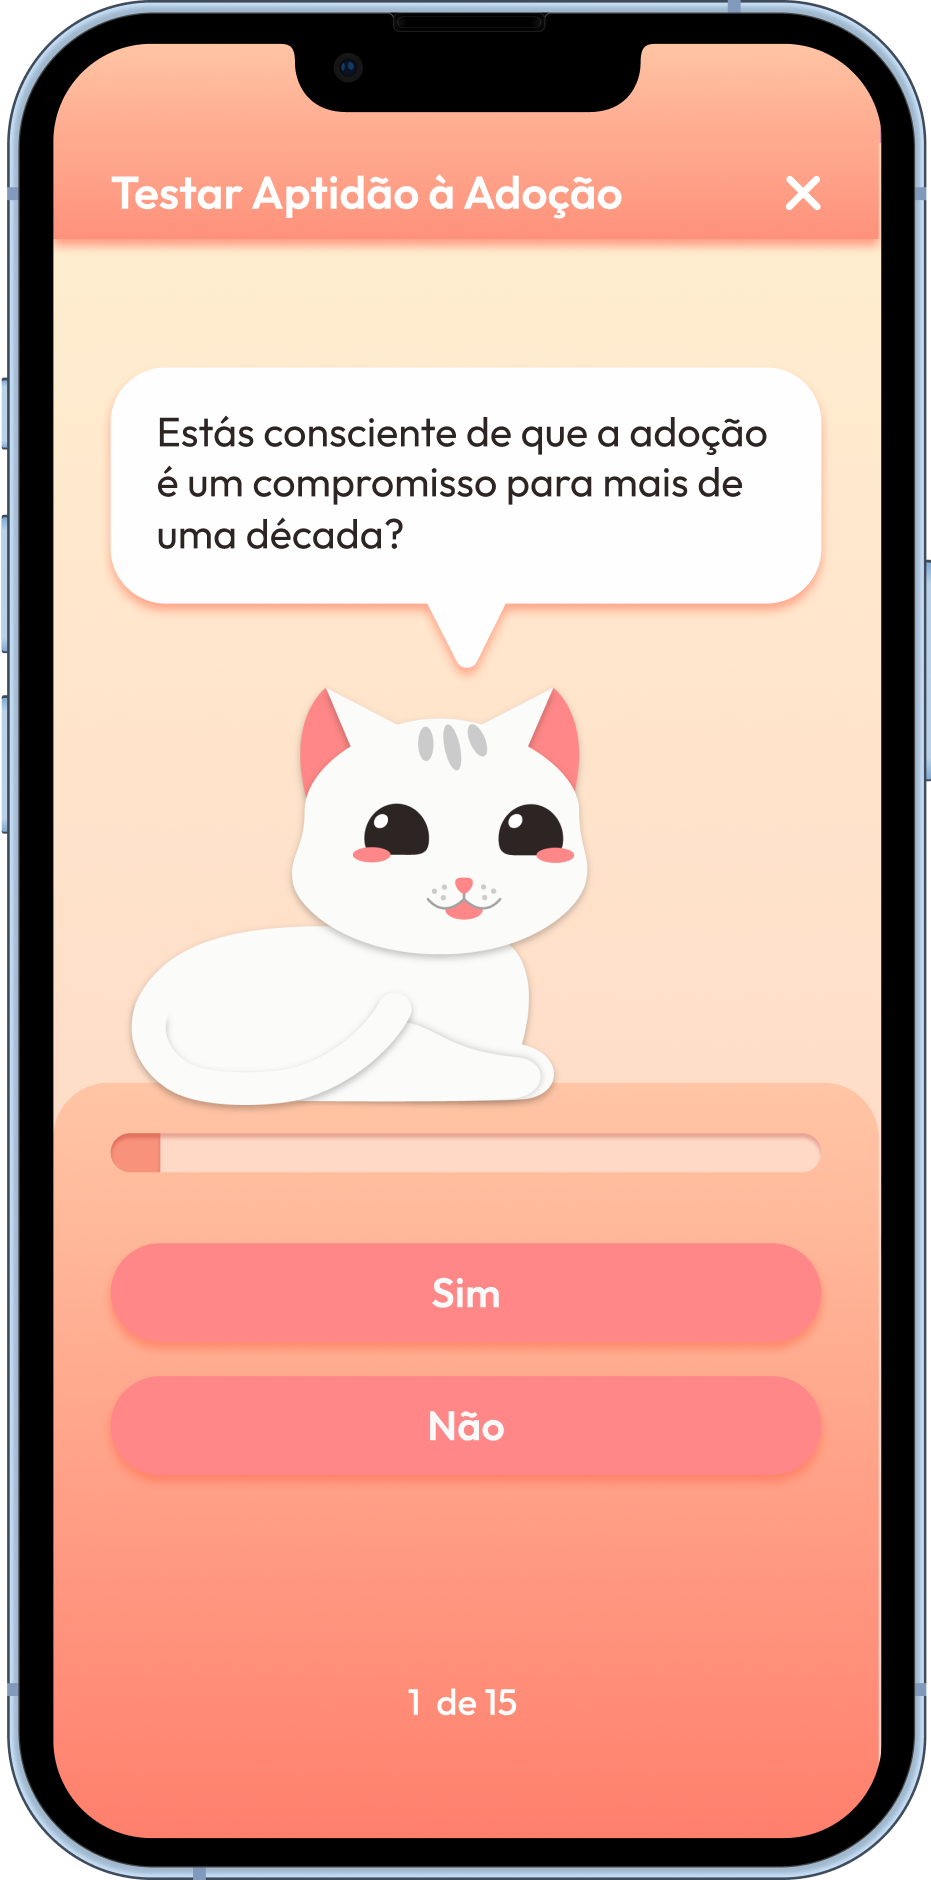 Testar Aptidão à Adoção
Estás consciente de que a adoção
é um compromisso para mais de
uma década?
Sim
Não
1 de 15